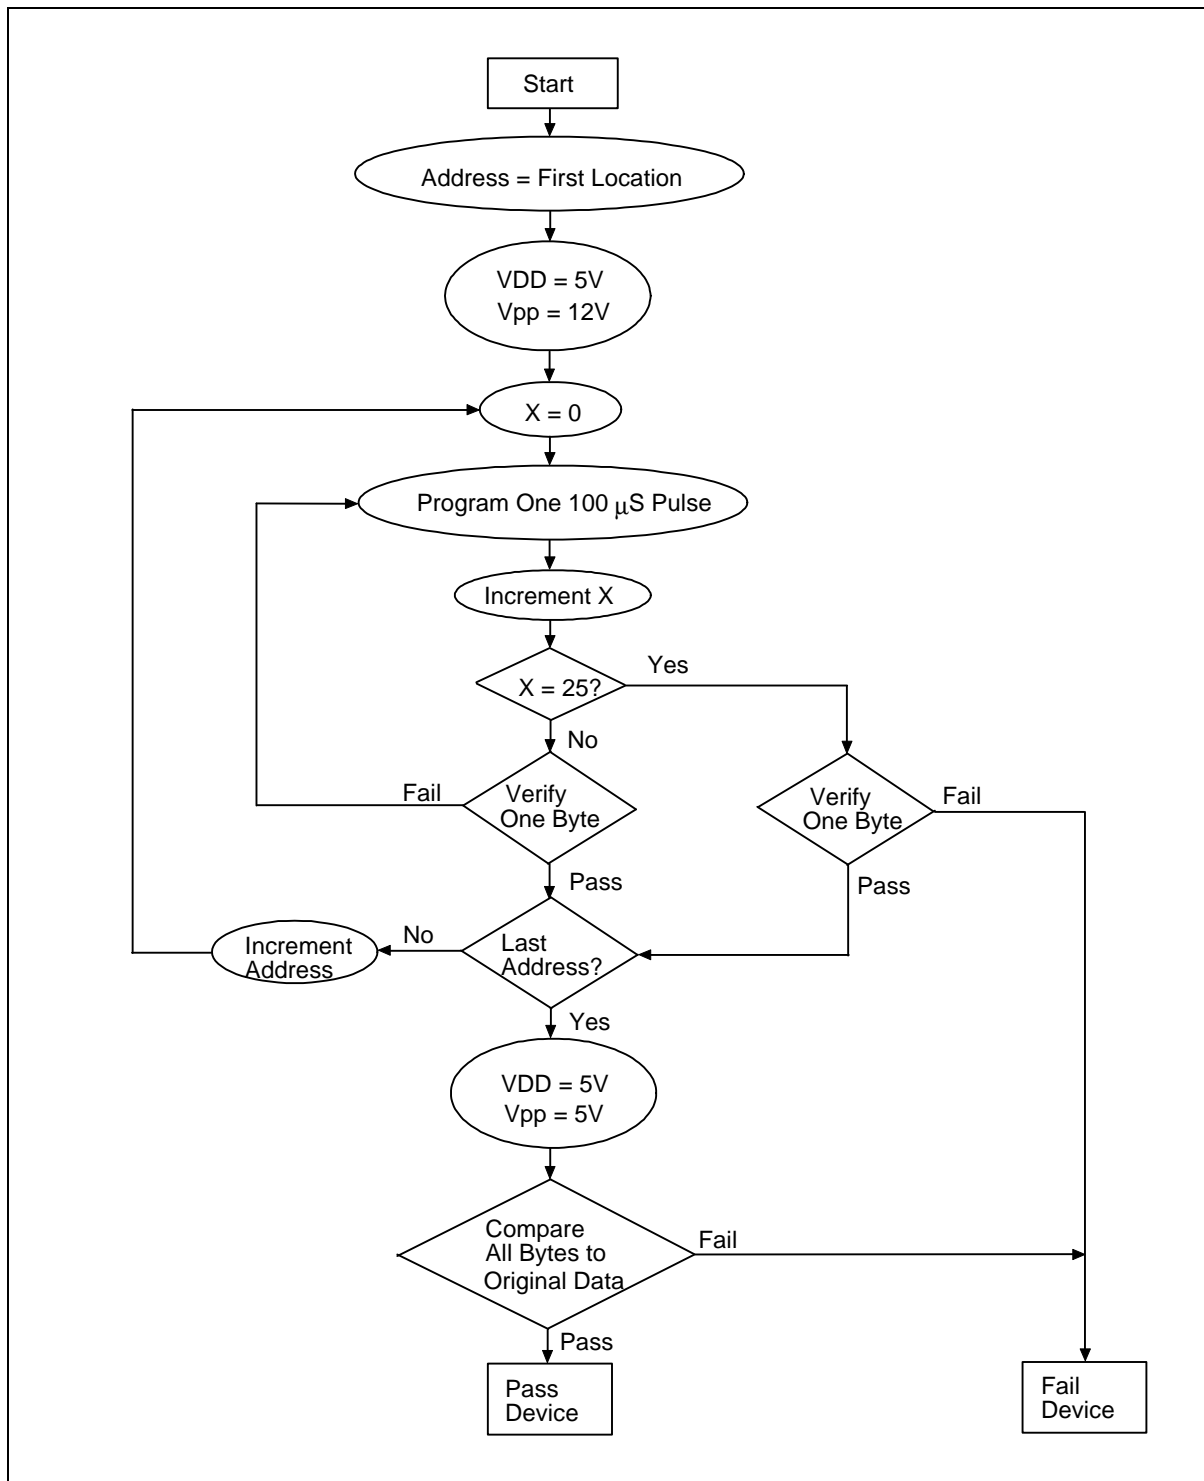 Start
Address = First Location
VDD = 5V
Vpp = 12V
X = 0
Program One 100 μS Pulse
Increment X
X = 25?
Yes
No
Fail
Verify
One Byte
Verify
One Byte
Fail
Pass
Pass
Increment
Address
No
Last
Address?
Yes
VDD = 5V
Vpp = 5V
Compare
All Bytes to
Original Data
Fail
Pass
Pass
Device
Fail
Device